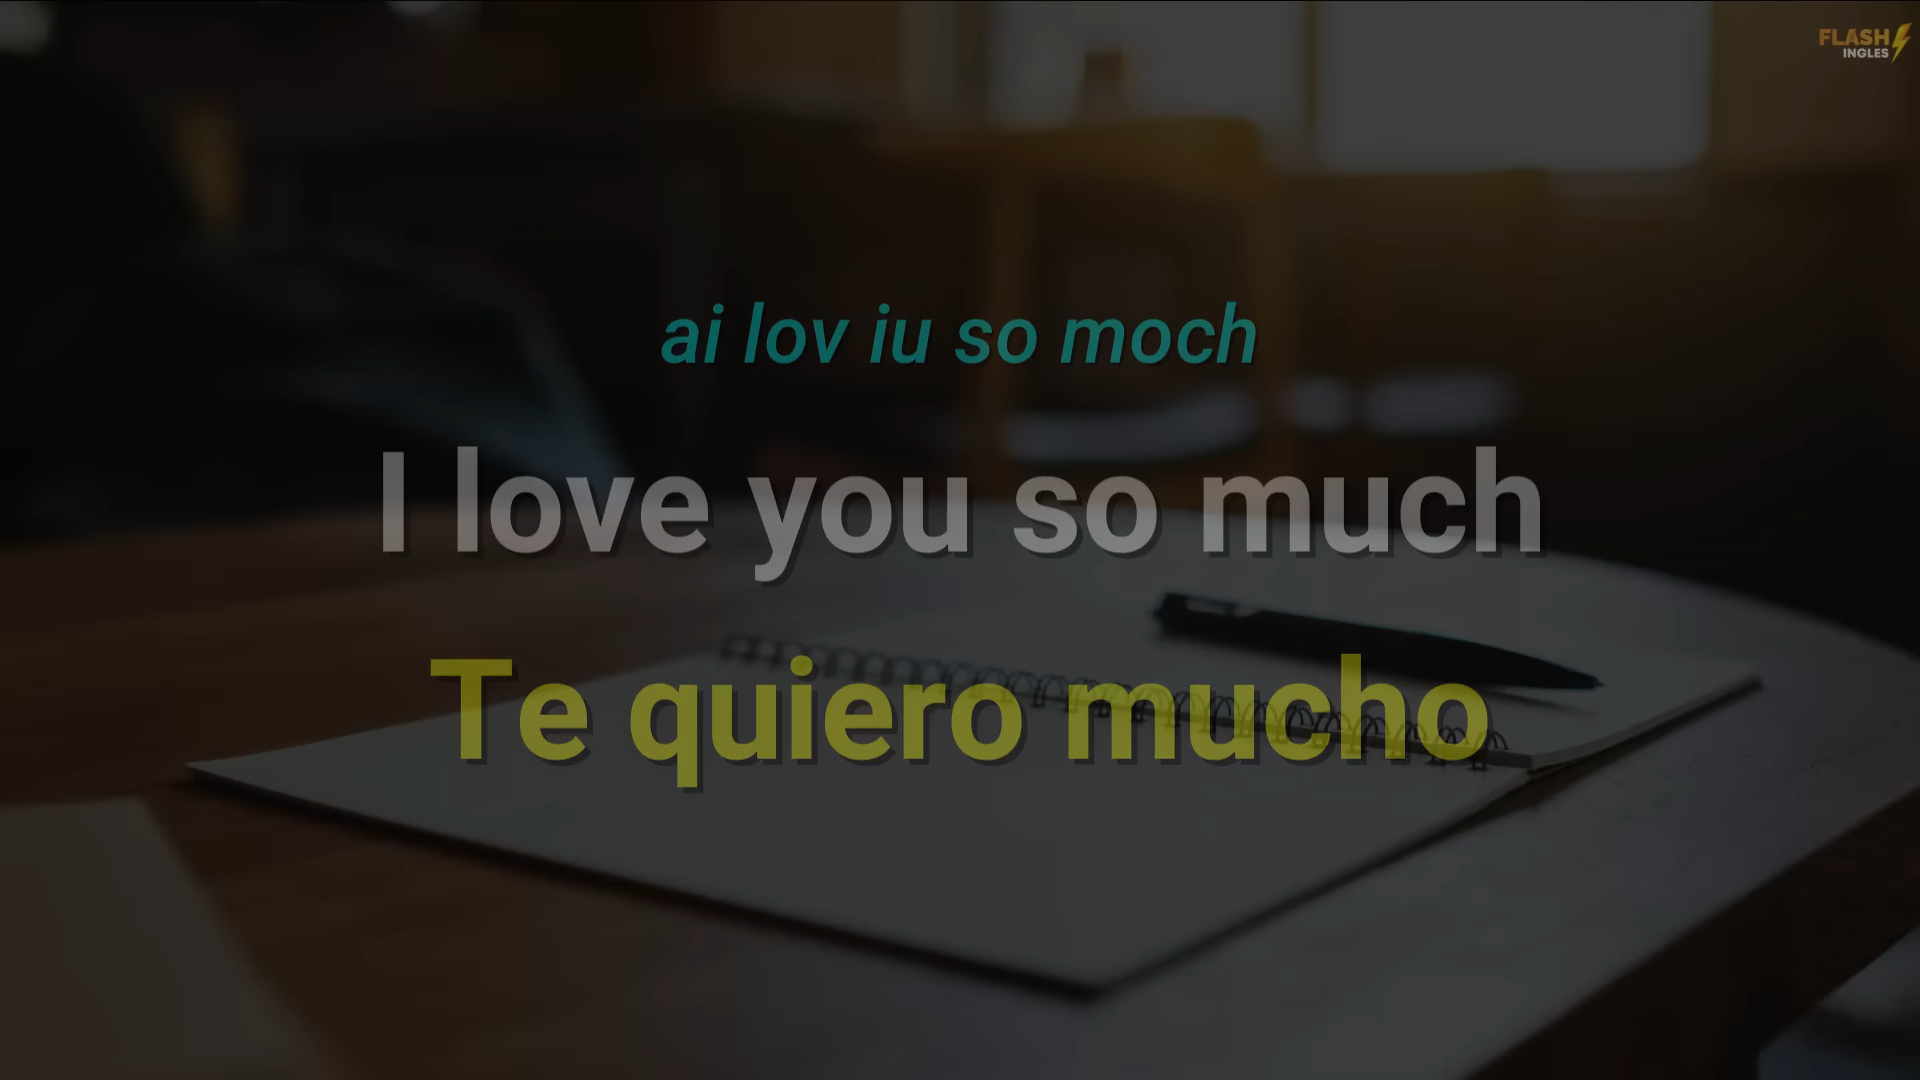 FLASH
INGLES
ai lov iu so moch
I love you so much
Te quiero mucho